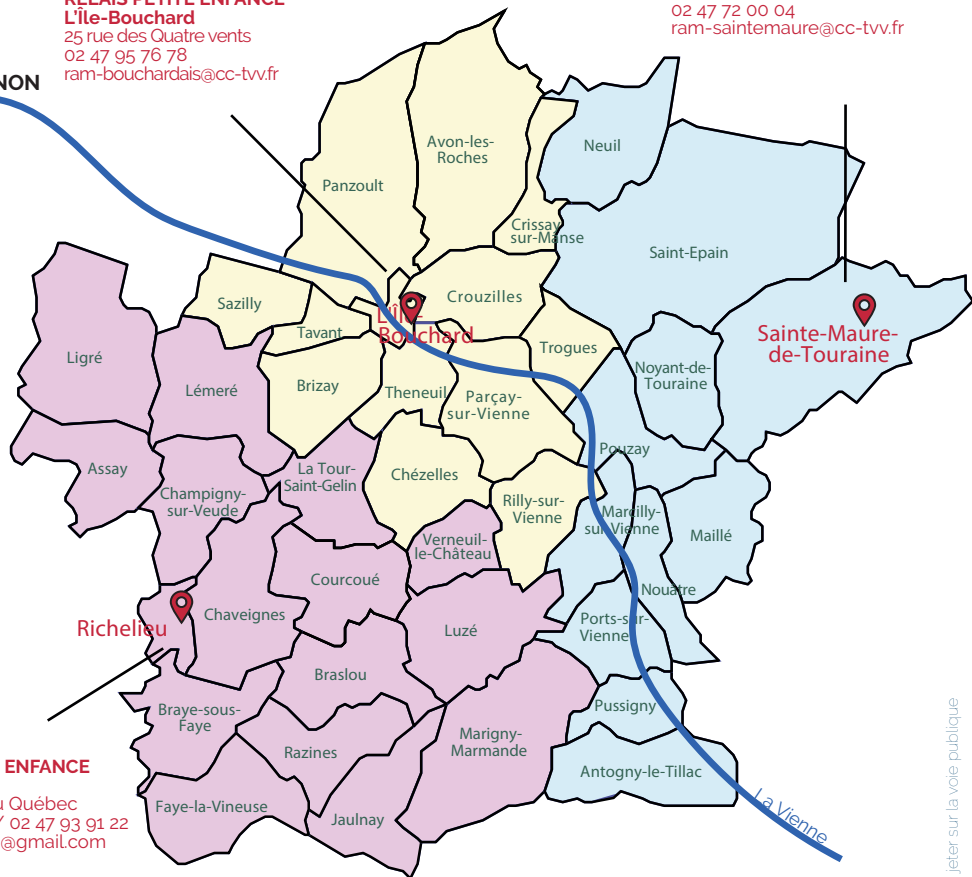 RELAIS PETITE ENFANCE
L'Île-Bouchard
25 rue des Quatre vents
02 47 95 76 78
ram-bouchardais@cc-tvv.fr
02 47 72 00 04
ram-saintemaure@cc-tvv.fr
NON
Avon-les-
Roches
Neuil
Panzoult
Crissay
sur-Manse
Saint-Epain
Sazilly
Crouzilles
Tavant
L'Île-
Bouchard
Trogues
Sainte-Maure-
de-Touraine
Ligré
Lémeré
Brizay
Theneuil
Parçay-
sur-Vienne
Noyant-de-
Touraine
Assay
La Tour-
Saint-Gelin
Chézelles
Pouzay
Champigny-
sur-Veude
Rilly-sur-
Vienne
Marcilly-
sur-Vienne
Maillé
Verneuil-
le-Château
Courcoué
Nouâtre
Richelieu
Chaveignes
Luzé
Ports-sur-
Vienne
Braslou
Braye-sous-
Faye
Pussigny
Razines
Marigny-
Marmande
Antogny-le-Tillac
Faye-la-Vineuse
Jaulnay
La Vienne
ENFANCE
u Québec
02 47 93 91 22
@gmail.com
jeter sur la voie publique